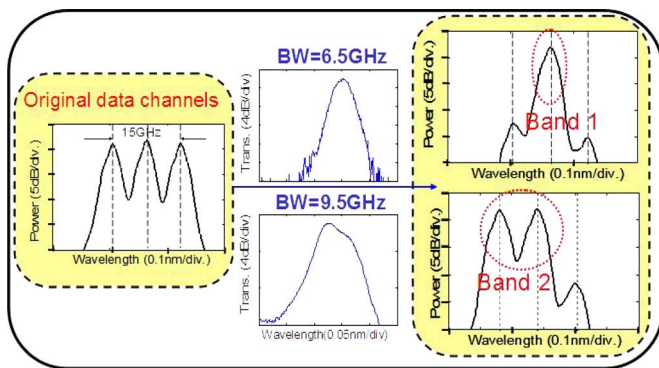 Original data channels
15GHz
Power (5dB/div.)
Wavelength (0.1nm/div.)
BW=6.5GHz
Trans. (4dB/div.)
BW=9.5GHz
Trans. (4dB/div.)
Wavelength(0.05nm/div)
Power (5dB/div.)
Band 1
Wavelength (0.1nm/div.)
Power (5dB/div.)
Band 2
Wavelength (0.1nm/div.)